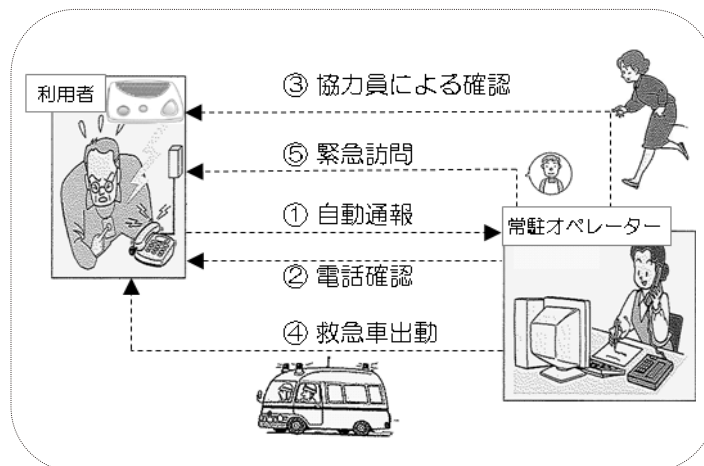 ③ 協力員による確認
利用者
⑤ 緊急訪問
① 自動通報
常駐オペレーター
② 電話確認
④ 救急車出動